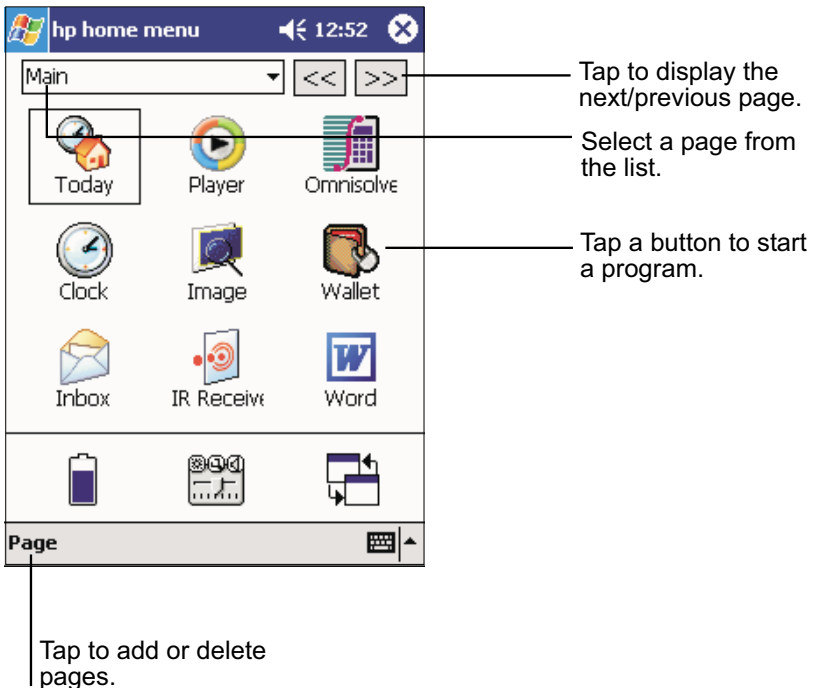 hp home menu 12:52
Main << >>
Tap to display the
next/previous page.
Select a page from
the list.
Today Player Omnisolve
Tap a button to start
a program.
Clock Image Wallet
Inbox IR Receive Word
Page
Tap to add or delete
pages.